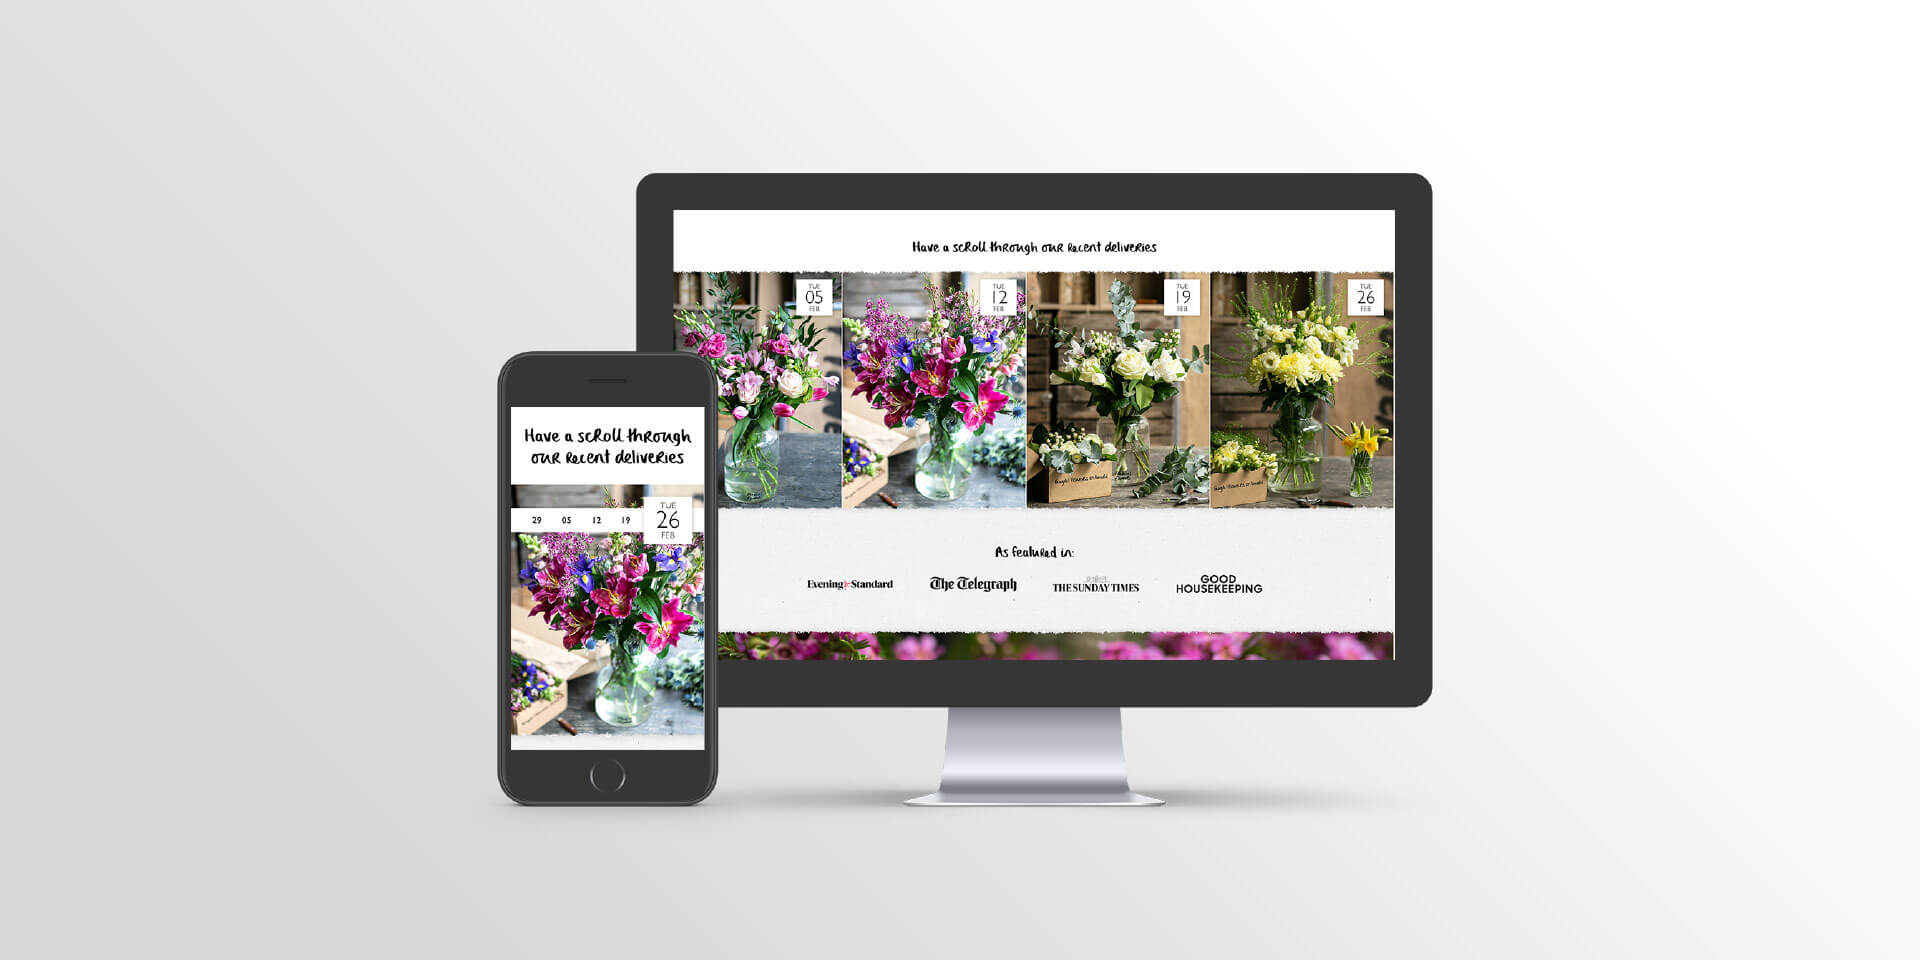 Have a scroll through our recent deliveries
TUE
05
FEB
TUE
12
FEB
TUE
19
FEB
TUE
26
FEB
As featured in:
Evening Standard
The Telegraph
THE SUNDAY TIMES
GOOD
HOUSEKEEPING
Have a scroll through
our recent deliveries
29 05 12 19
TUE
26
FEB